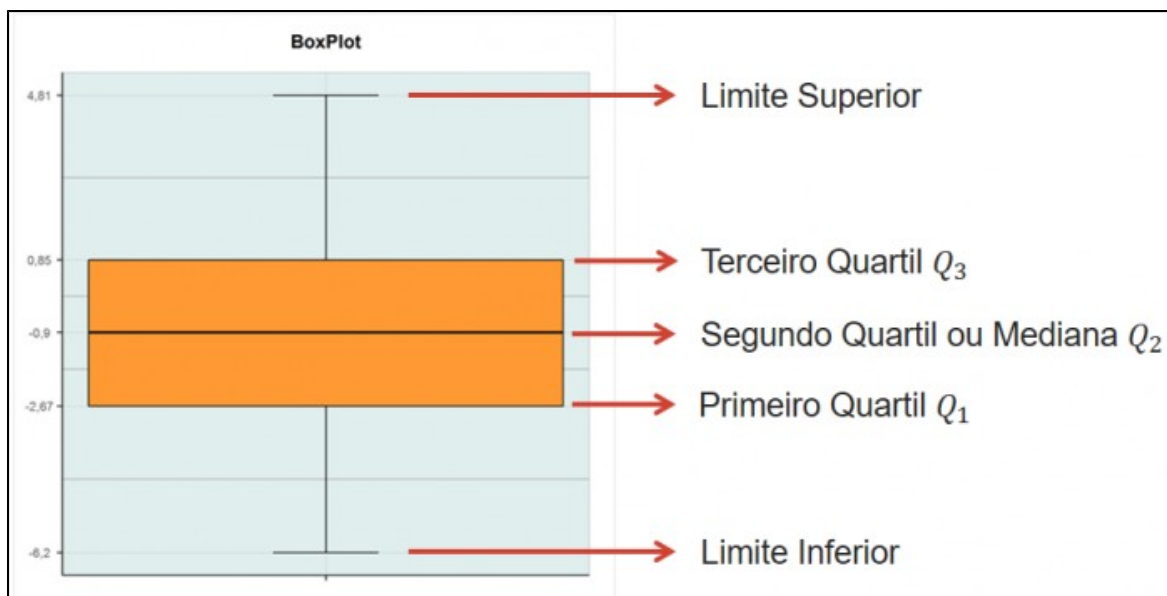 BoxPlot
4,81
Limite Superior
0,85
Terceiro Quartil Q3
-0,9
Segundo Quartil ou Mediana Q2
-2,67
Primeiro Quartil Q1
-6,2
Limite Inferior